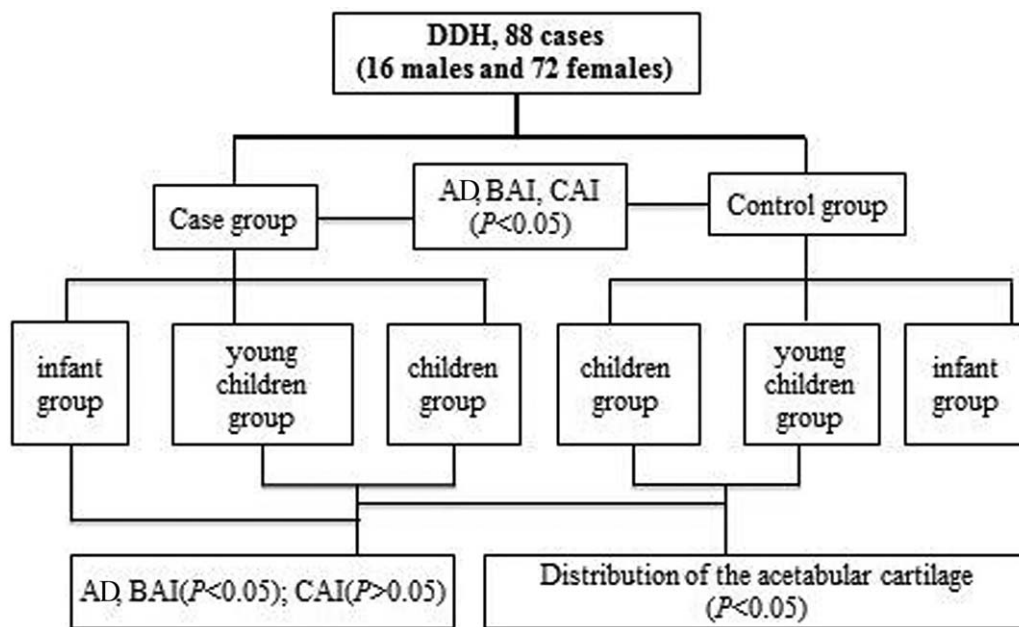 DDH, 88 cases
(16 males and 72 females)
Case group
AD, BAI, CAI
(P<0.05)
Control group
infant
group
young
children
group
children
group
children
group
young
children
group
infant
group
AD, BAI(P<0.05); CAI(P>0.05)
Distribution of the acetabular cartilage
(P<0.05)